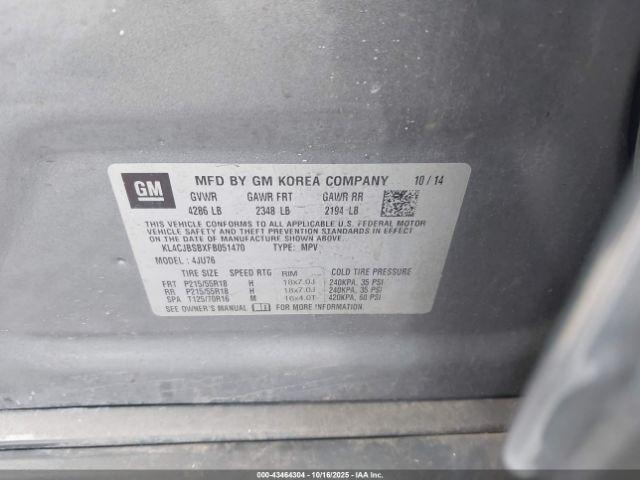 GM
MFD BY GM KOREA COMPANY 10 / 14
GVWR GAWR FRT GAWR RR
4286 LB 2348 LB 2194 LB
THIS VEHICLE CONFORMS TO ALL APPLICABLE U.S. FEDERAL MOTOR
VEHICLE SAFETY AND THEFT PREVENTION STANDARDS IN EFFECT
ON THE DATE OF MANUFACTURE SHOWN ABOVE.
KL4CJBSBXFB051470 TYPE: MPV
MODEL : 4JU76
TIRE SIZE SPEED RTG RIM COLD TIRE PRESSURE
FRT P215/55R18 H 18x7.0J 240KPA, 35 PSI
RR P215/55R18 H 18x7.0J 240KPA, 35 PSI
SPA T125/70R16 M 16x4.0T 420KPA, 60 PSI
SEE OWNER'S MANUAL FOR MORE INFORMATION.
000-43464304 | 10/16/2025 | IAAI.com